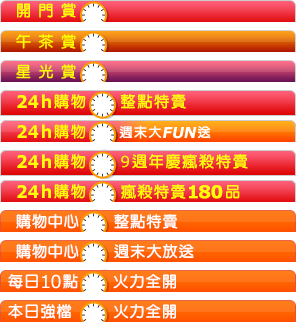 開門賞
午茶賞
星光賞
24h購物 整點特賣
24h購物 週末大FUN送
24h購物 9週年慶瘋殺特賣
24h購物 瘋殺特賣180品
購物中心 整點特賣
購物中心 週末大放送
每日10點 火力全開
本日強檔 火力全開